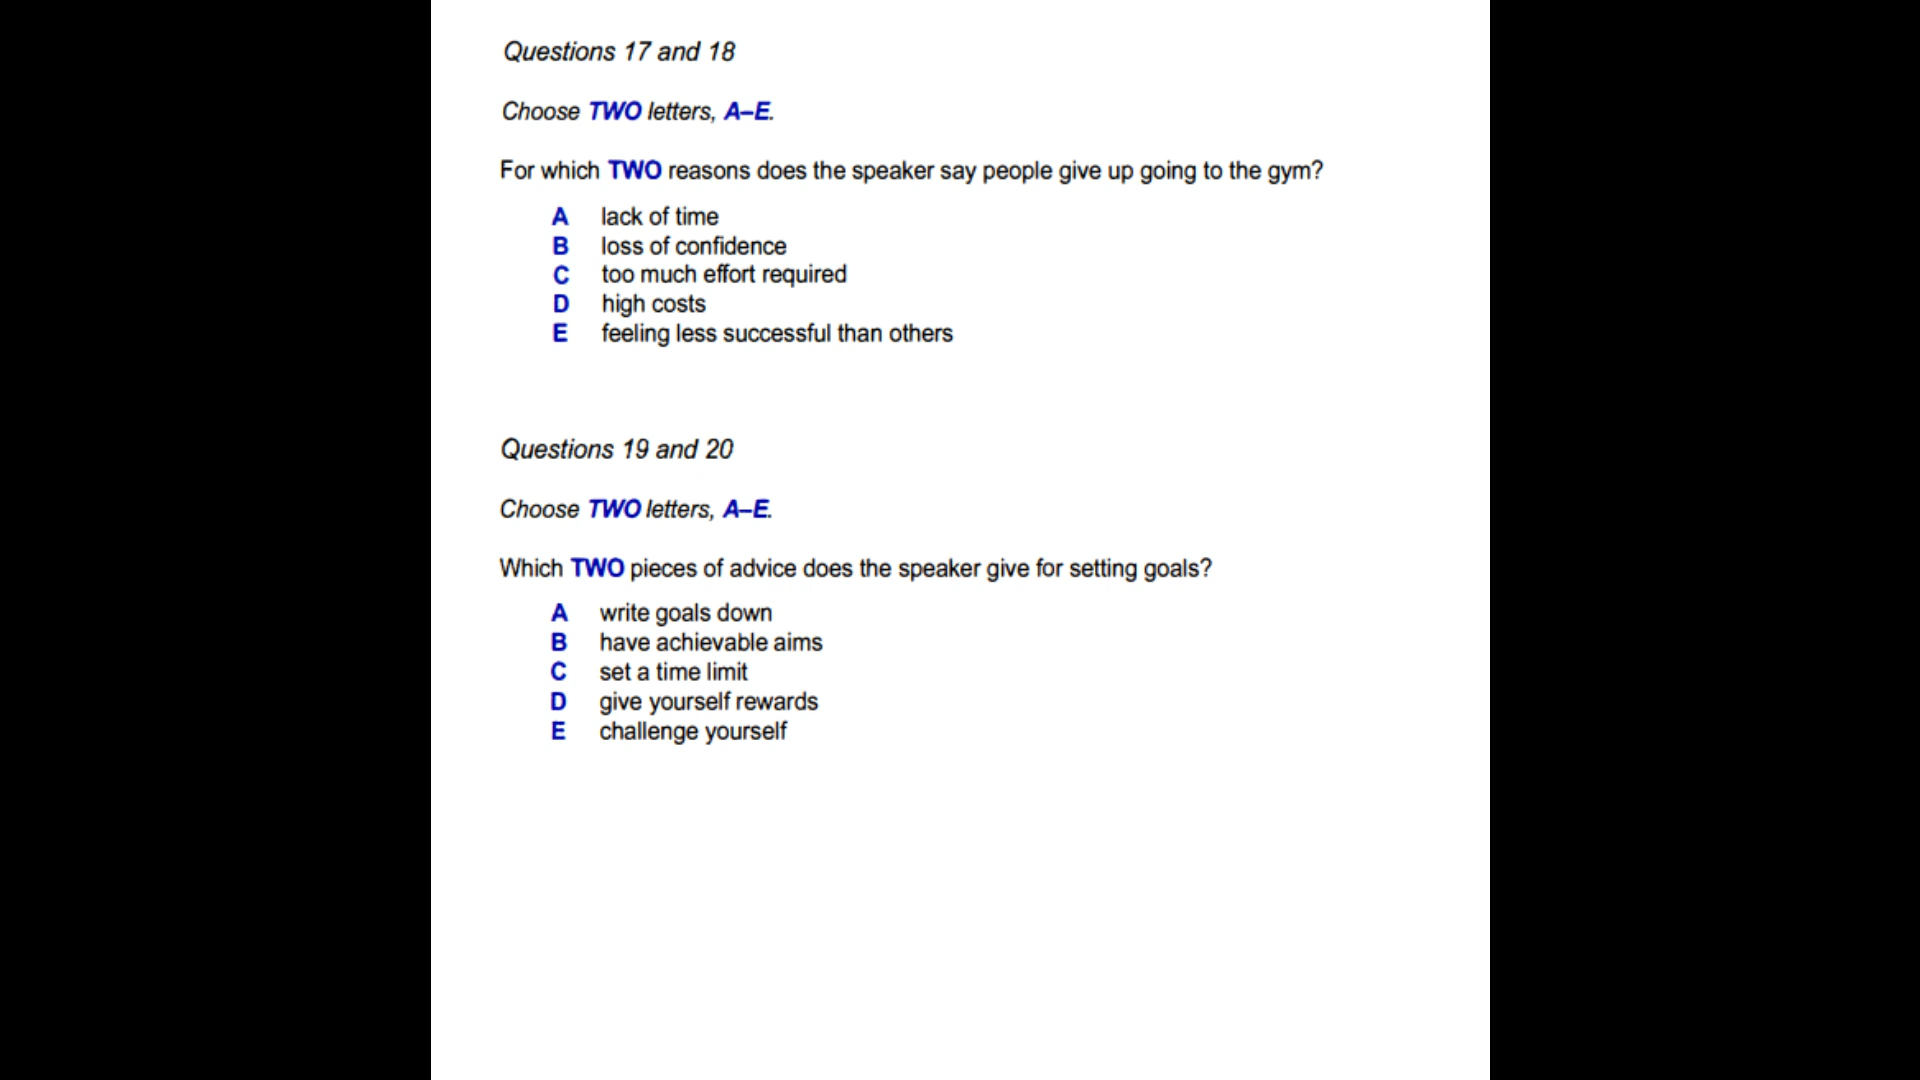 Questions 17 and 18
Choose TWO letters, A–E.
For which TWO reasons does the speaker say people give up going to the gym?
A lack of time
B loss of confidence
C too much effort required
D high costs
E feeling less successful than others
Questions 19 and 20
Choose TWO letters, A–E.
Which TWO pieces of advice does the speaker give for setting goals?
A write goals down
B have achievable aims
C set a time limit
D give yourself rewards
E challenge yourself